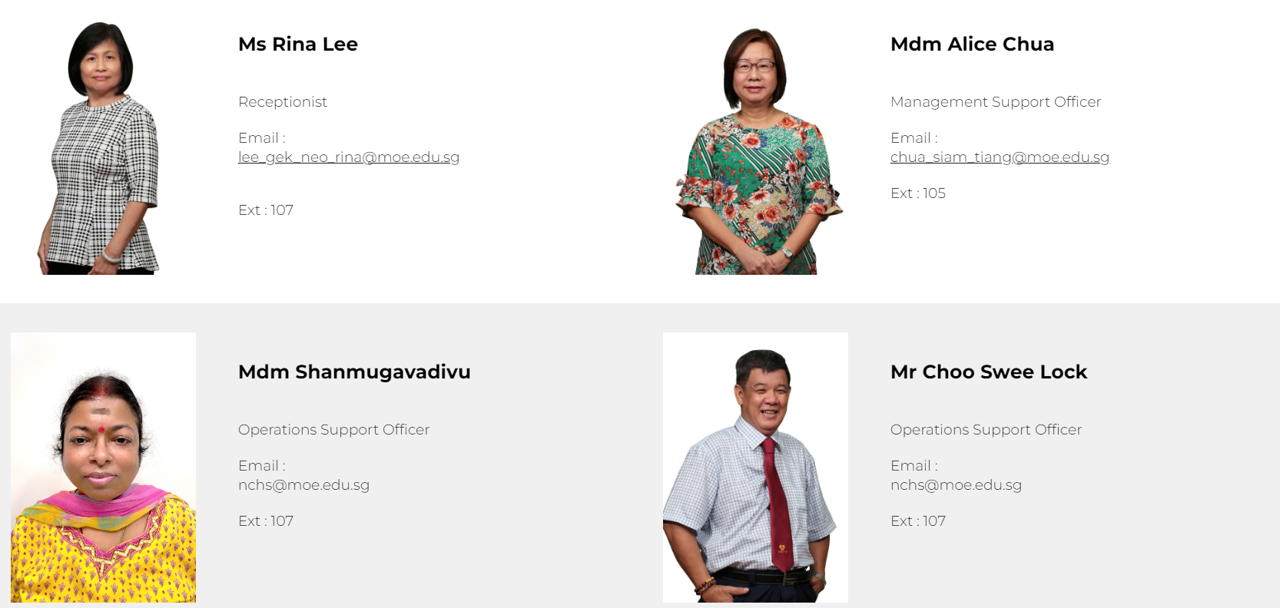 Ms Rina Lee
Receptionist
Email :
lee_gek_neo_rina@moe.edu.sg
Ext : 107
Mdm Alice Chua
Management Support Officer
Email :
chua_siam_tiang@moe.edu.sg
Ext : 105
Mdm Shanmugavadivu
Operations Support Officer
Email :
nchs@moe.edu.sg
Ext : 107
Mr Choo Swee Lock
Operations Support Officer
Email :
nchs@moe.edu.sg
Ext : 107